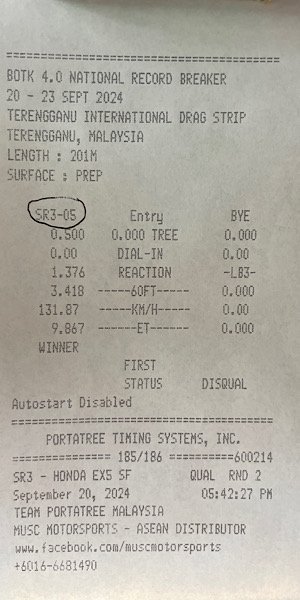 ====================================
BOTK 4.0 NATIONAL RECORD BREAKER
20 - 23 SEPT 2024
TERENGGANU INTERNATIONAL DRAG STRIP
TERENGGANU, MALAYSIA
LENGTH : 201M
SURFACE : PREP
====================================
SR3-05 Entry BYE
0.500 0.000 TREE 0.000
0.00 DIAL-IN 0.00
1.376 REACTION -LB3-
3.418 ------60FT------ 0.000
131.87 ------KM/H------ 0.00
9.867 ------ET------ 0.000
WINNER
FIRST
STATUS DISQUAL
Autostart Disabled
====================================
PORTATREE TIMING SYSTEMS, INC.
============== 185/186 ==========600214
SR3 - HONDA EX5 SF QUAL RND 2
September 20, 2024 05:42:27 PM
TEAM PORTATREE MALAYSIA
MUSC MOTORSPORTS - ASEAN DISTRIBUTOR
www.facebook.com/muscmotorsports
+6016-6681490